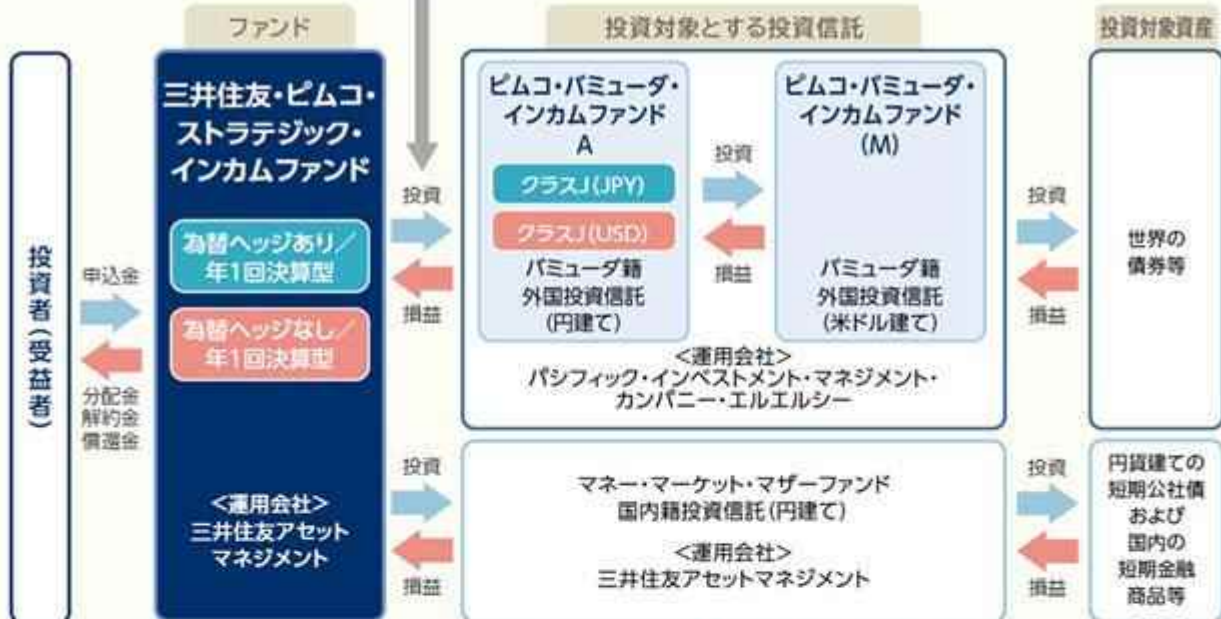 ファンド
投資対象とする投資信託
投資対象資産
投資者(受益者)
申込金
分配金
解約金
償還金
三井住友・ピムコ・
ストラテジック・
インカムファンド
為替ヘッジあり/
年1回決算型
為替ヘッジなし/
年1回決算型
<運用会社>
三井住友アセット
マネジメント
投資
損益
ピムコ・バミューダ・
インカムファンド
A
クラスJ(JPY)
クラスJ(USD)
バミューダ籍
外国投資信託
(円建て)
投資
損益
ピムコ・バミューダ・
インカムファンド
(M)
バミューダ籍
外国投資信託
(米ドル建て)
<運用会社>
パシフィック・インベストメント・マネジメント・
カンパニー・エルエルシー
投資
損益
世界の
債券等
投資
損益
マネー・マーケット・マザーファンド
国内籍投資信託(円建て)
<運用会社>
三井住友アセットマネジメント
投資
損益
円貨建ての
短期公社債
および
国内の
短期金融
商品等